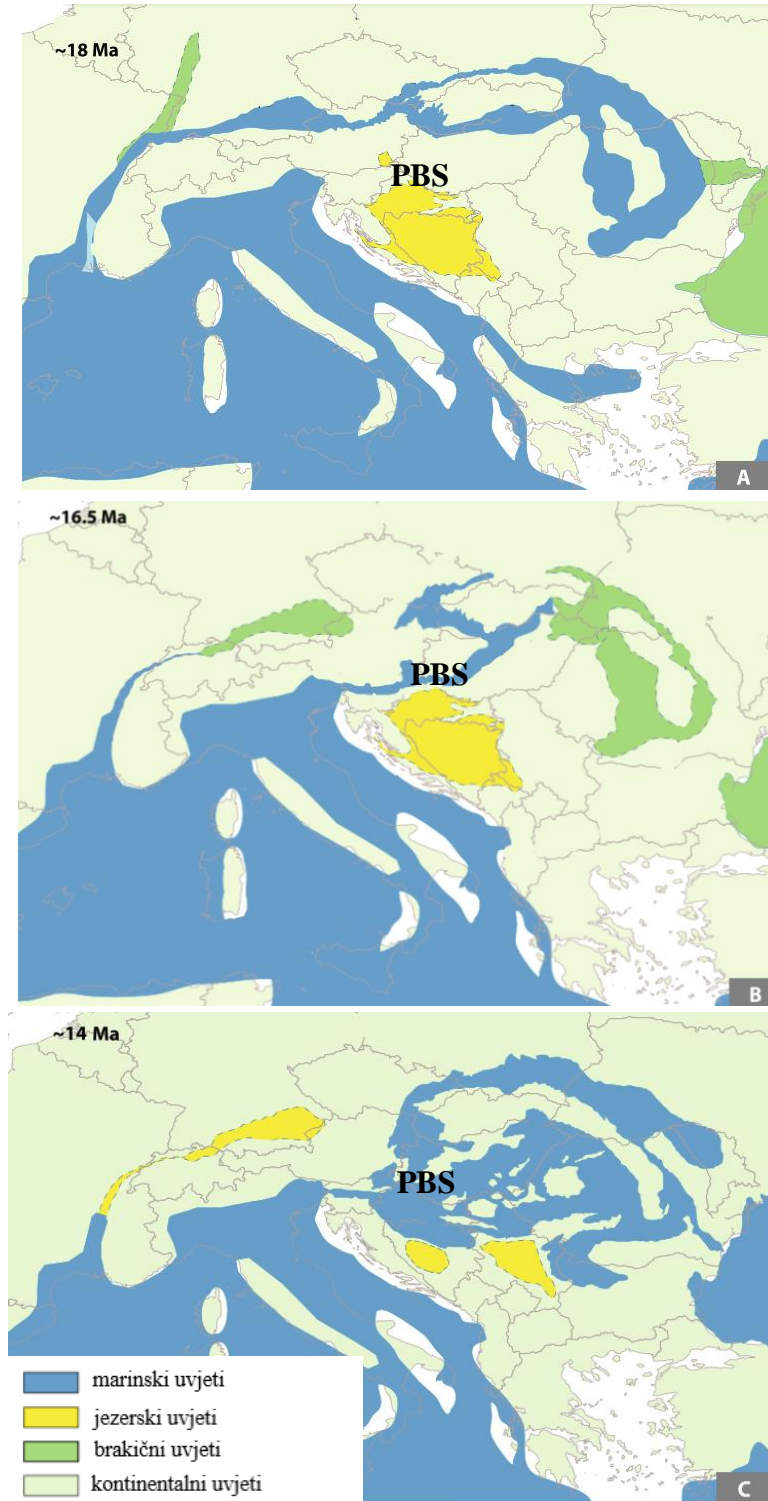 ~18 Ma
PBS
A
~16.5 Ma
PBS
B
~14 Ma
PBS
marinski uvjeti
jezerski uvjeti
brakični uvjeti
kontinentalni uvjeti
C